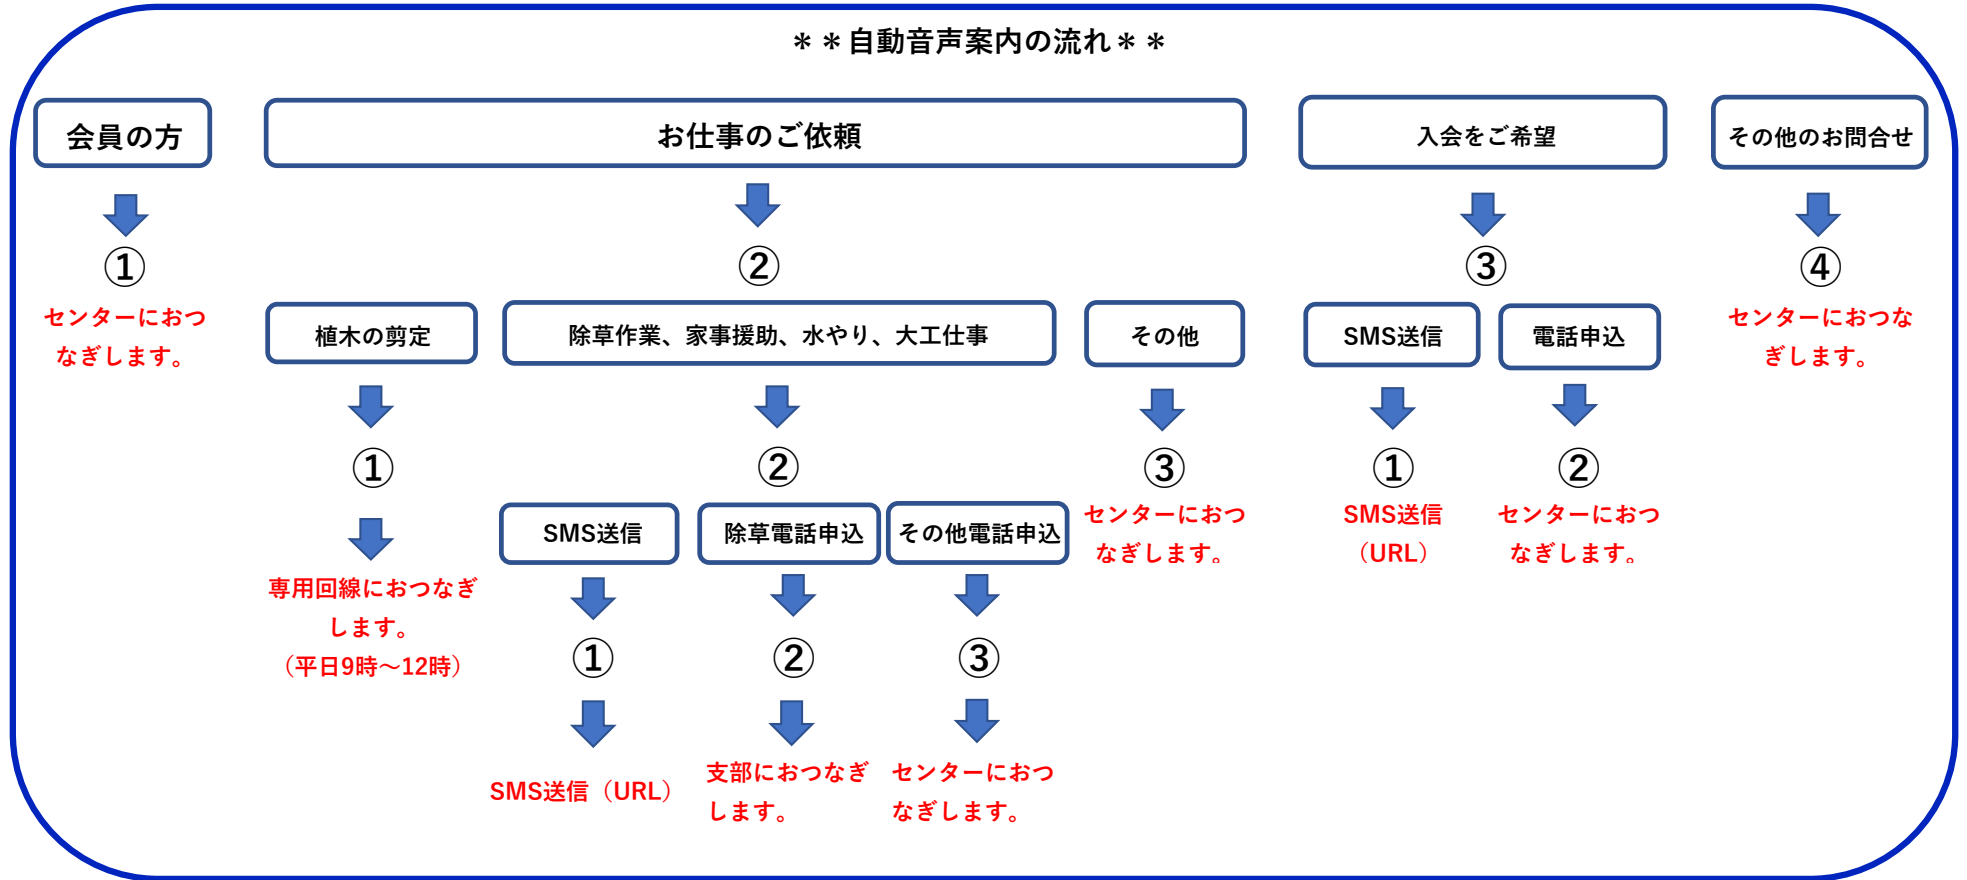 ＊＊自動音声案内の流れ＊＊
会員の方
お仕事のご依頼
入会をご希望
その他のお問合せ
①
②
③
④
センターにおつ
なぎします。
植木の剪定
除草作業、家事援助、水やり、大工仕事
その他
SMS送信
電話申込
センターにおつな
ぎします。
①
②
③
①
②
センターにおつ
なぎします。
SMS送信
（URL）
センターにおつ
なぎします。
SMS送信
除草電話申込
その他電話申込
専用回線におつなぎ
します。
（平日9時～12時）
①
②
③
SMS送信（URL）
支部におつなぎ
します。
センターにおつ
なぎします。